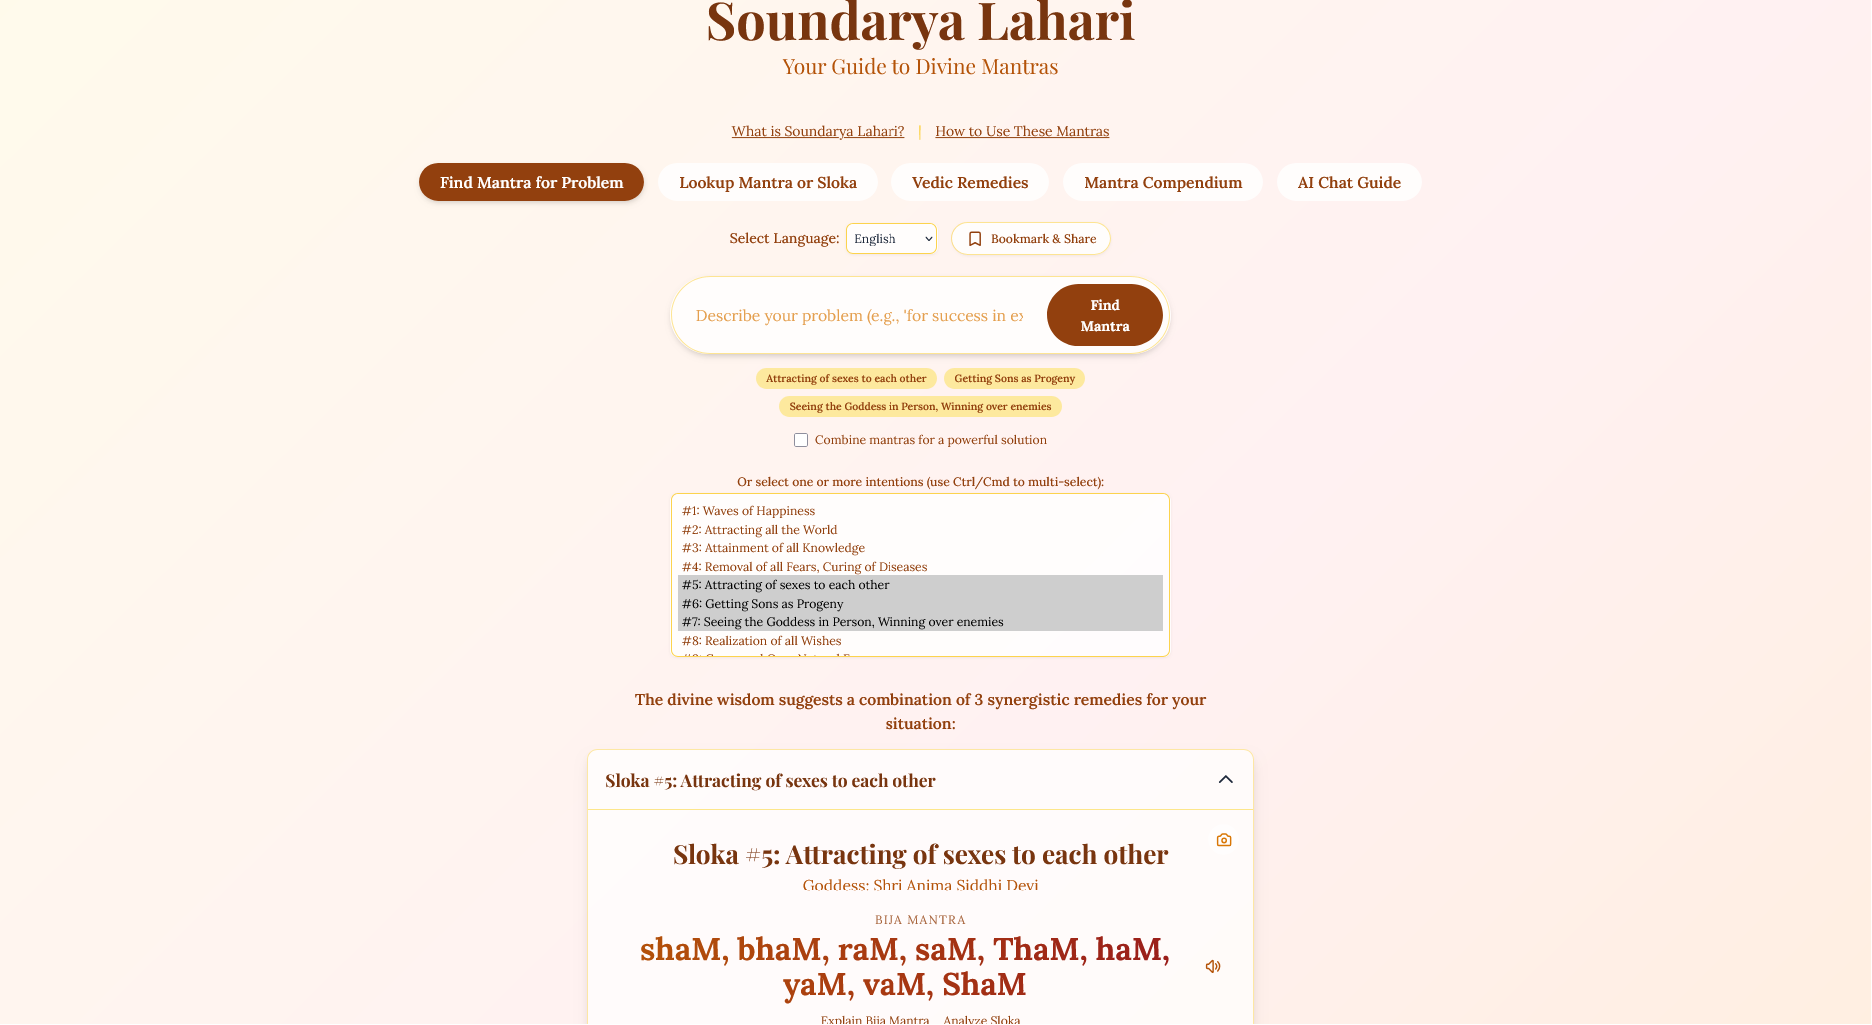 Soundarya Lahari
Your Guide to Divine Mantras
What is Soundarya Lahari? | How to Use These Mantras
Find Mantra for Problem
Lookup Mantra or Sloka
Vedic Remedies
Mantra Compendium
AI Chat Guide
Select Language: English
Bookmark & Share
Describe your problem (e.g., 'for success in ex
Find
Mantra
Attracting of sexes to each other
Getting Sons as Progeny
Seeing the Goddess in Person, Winning over enemies
Combine mantras for a powerful solution
Or select one or more intentions (use Ctrl/Cmd to multi-select):
#1: Waves of Happiness
#2: Attracting all the World
#3: Attainment of all Knowledge
#4: Removal of all Fears, Curing of Diseases
#5: Attracting of sexes to each other
#6: Getting Sons as Progeny
#7: Seeing the Goddess in Person, Winning over enemies
#8: Realization of all Wishes
The divine wisdom suggests a combination of 3 synergistic remedies for your
situation:
Sloka #5: Attracting of sexes to each other
Sloka #5: Attracting of sexes to each other
Goddess: Shri Anima Siddhi Devi
BIJA MANTRA
shaM, bhaM, raM, saM, ThaM, haM,
yaM, vaM, ShaM
Explain Bija Mantra Analyze Sloka